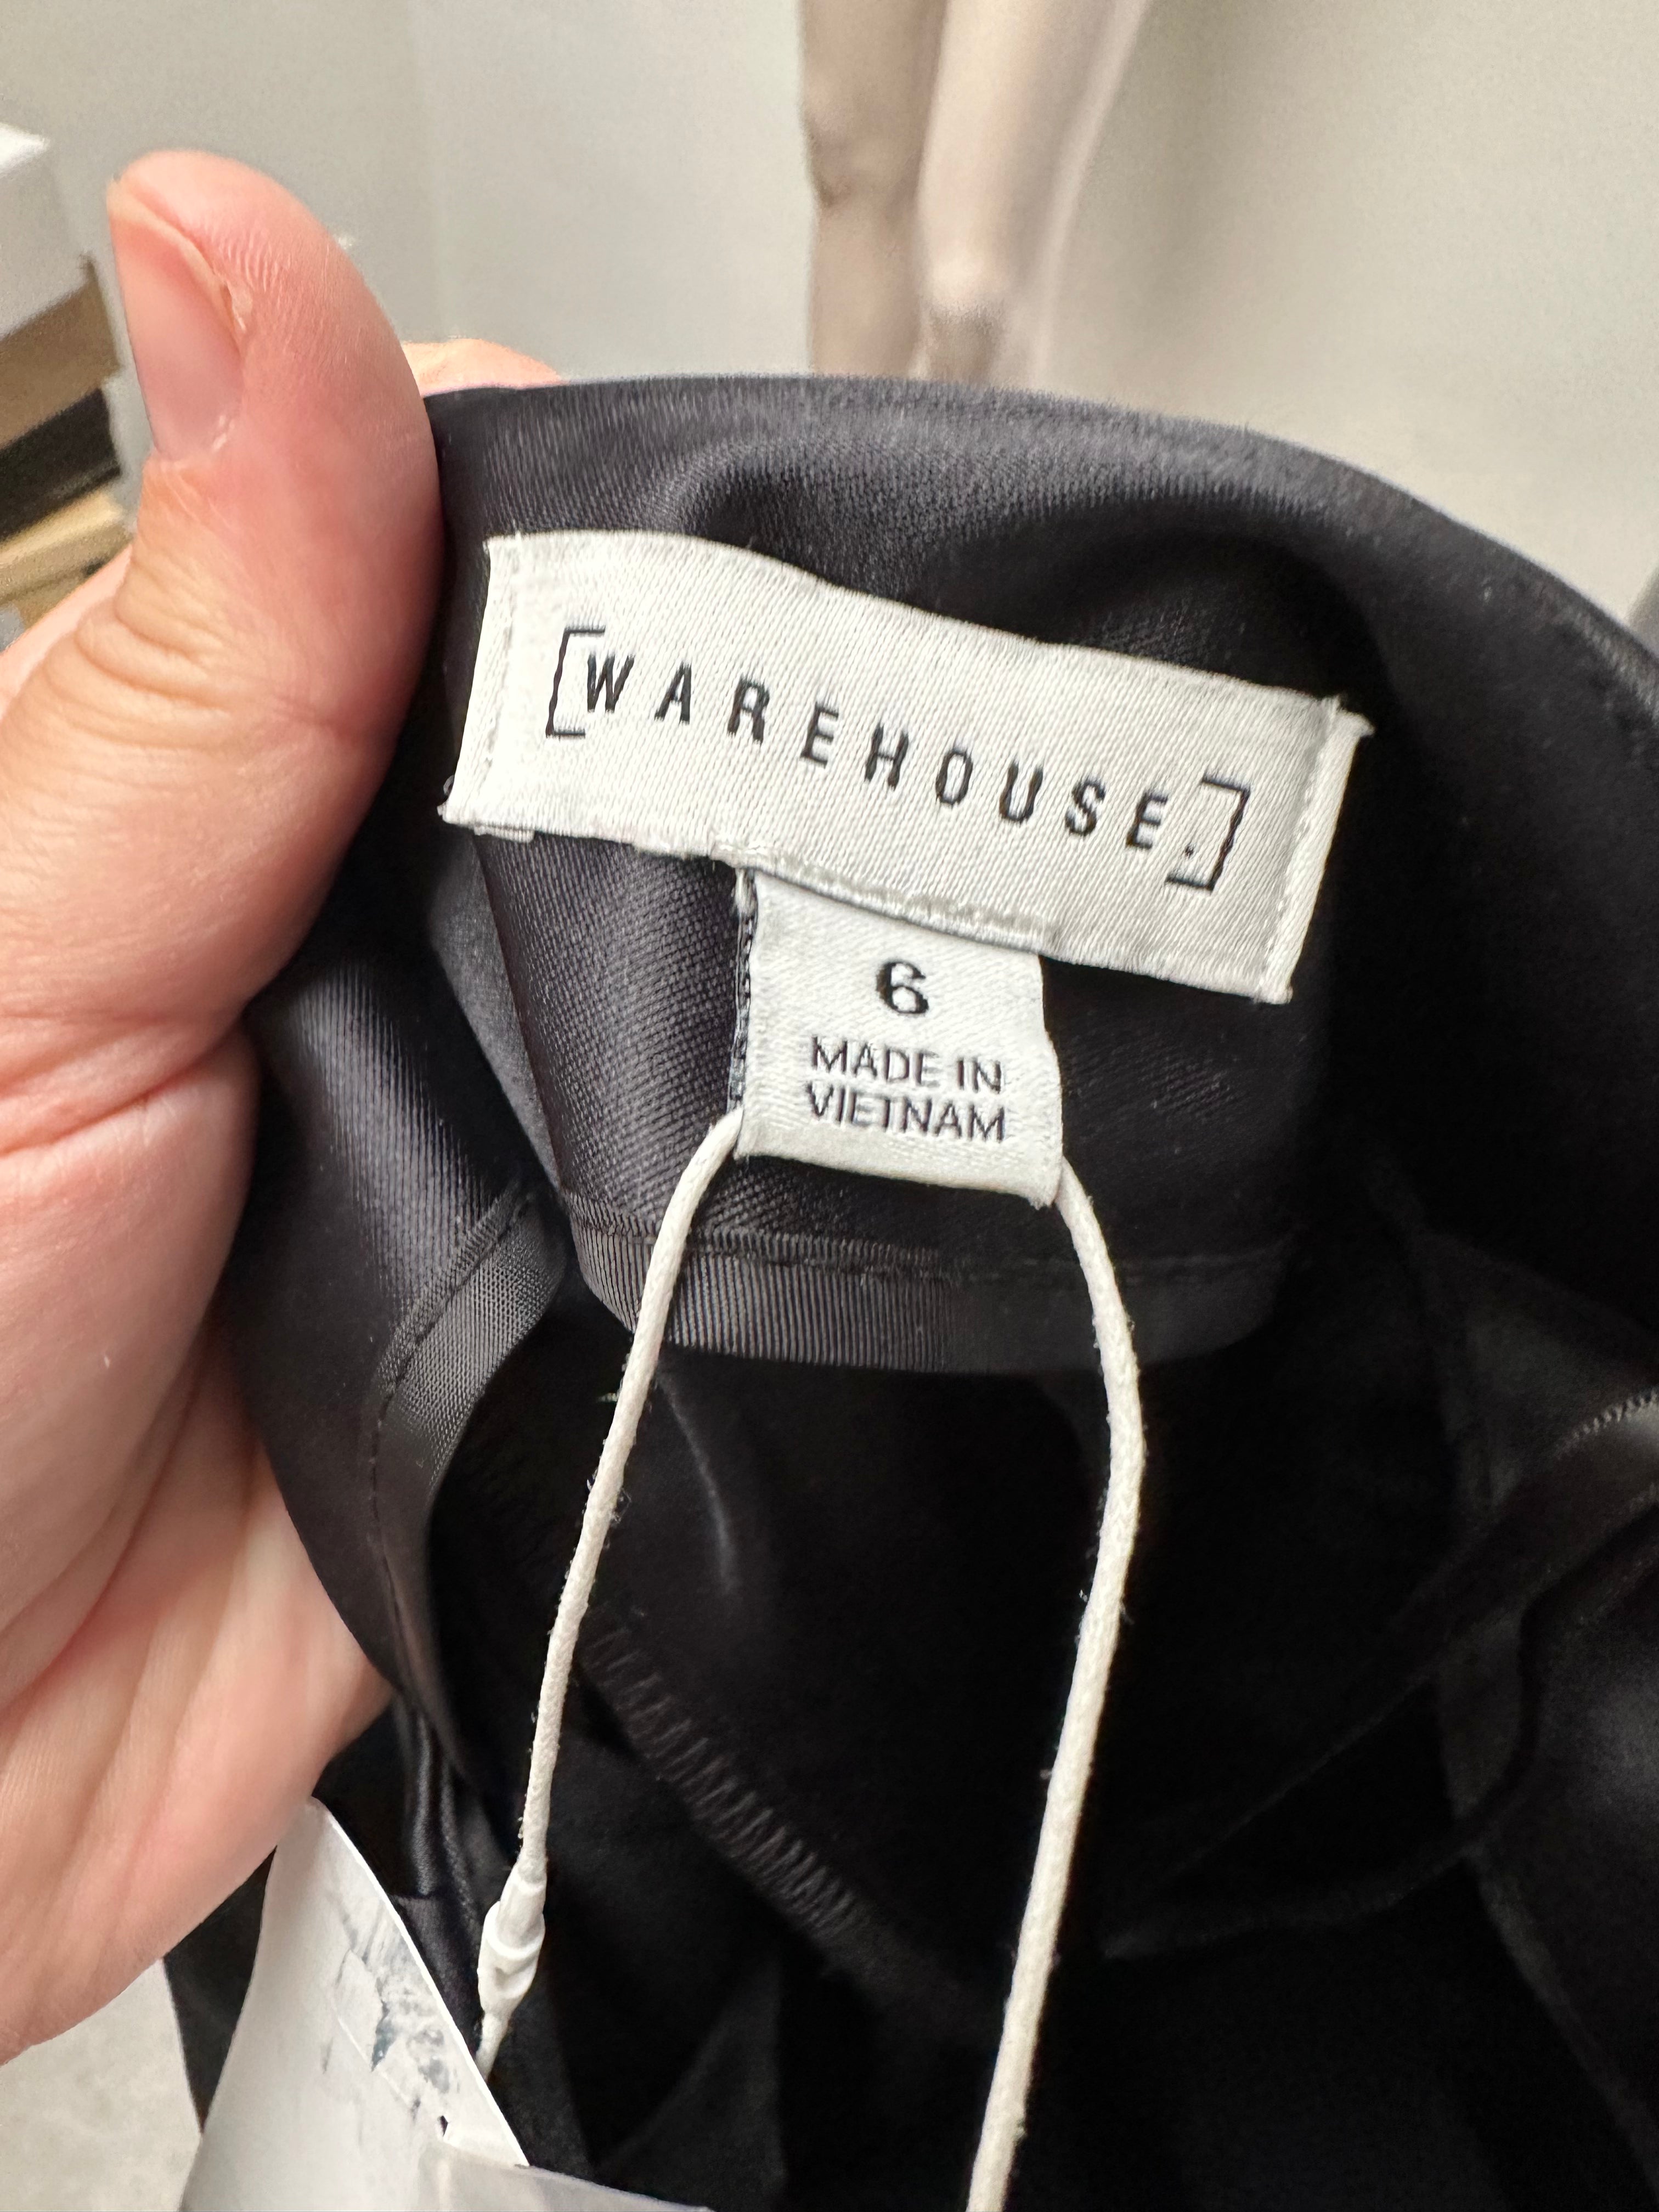 [WAREHOUSE.]
6
MADE IN
VIETNAM